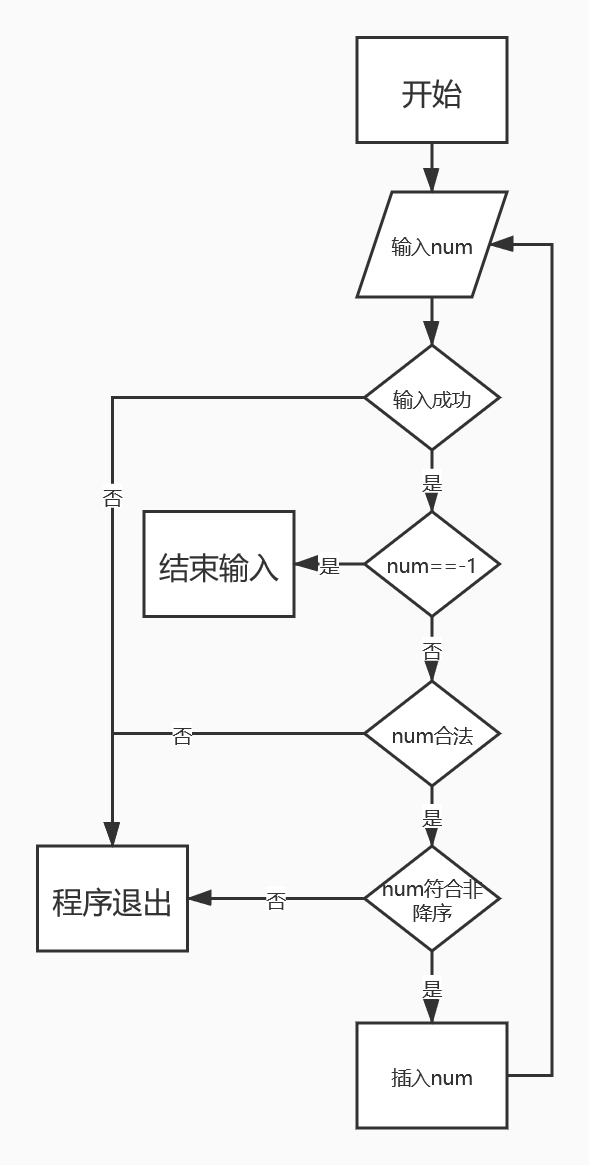 开始
输入num
输入成功
否
是
结束输入
是
num==-1
否
否
num合法
是
程序退出
否
num符合非
降序
是
插入num